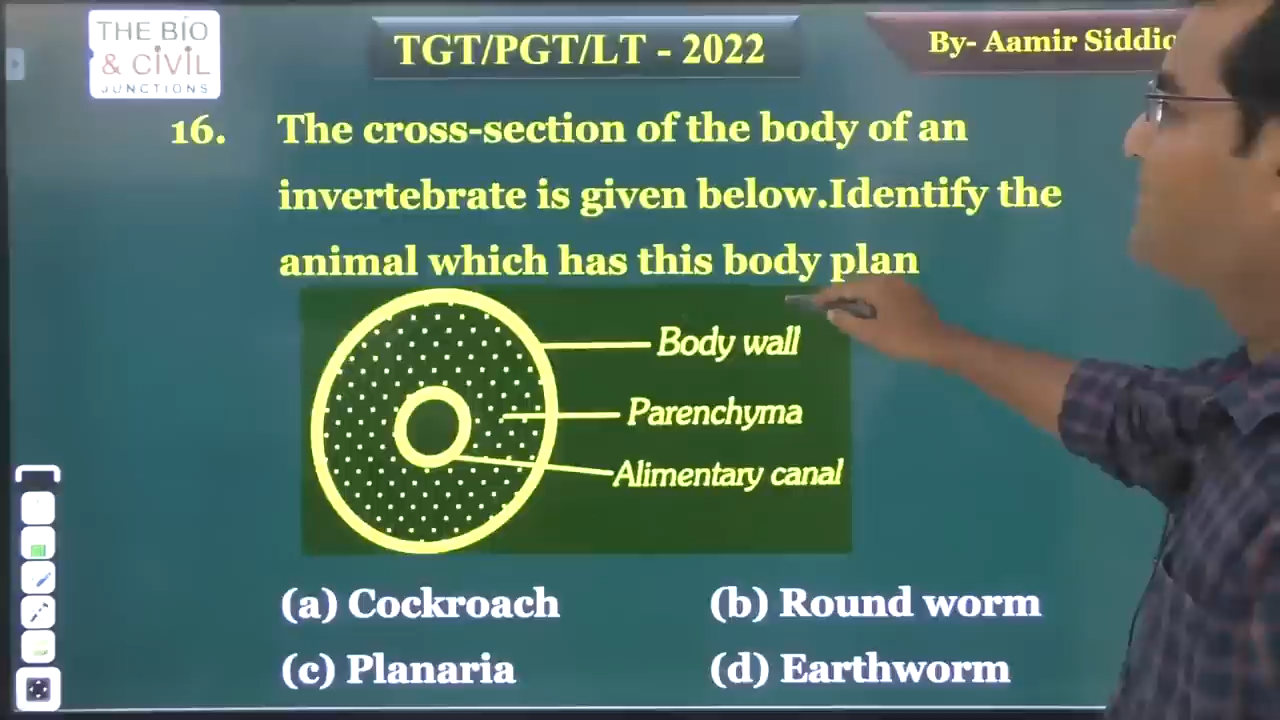 THE BIO
& CIVIL
JUNCTIONS
TGT/PGT/LT - 2022
By- Aamir Siddiq
16. The cross-section of the body of an
invertebrate is given below.Identify the
animal which has this body plan
Body wall
Parenchyma
Alimentary canal
(a) Cockroach (b) Round worm
(c) Planaria (d) Earthworm